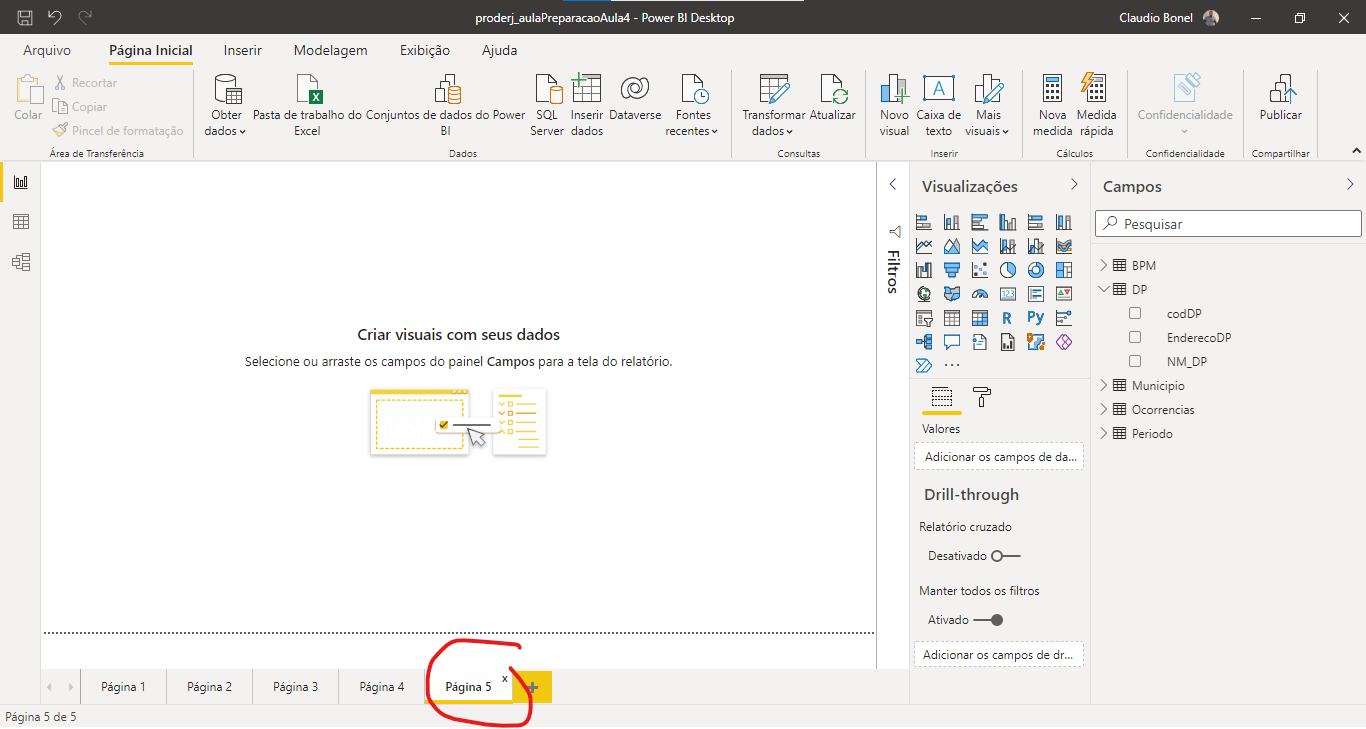 proderj_aulaPreparacaoAula4 - Power BI Desktop
Claudio Bonel
Arquivo
Página Inicial
Inserir
Modelagem
Exibição
Ajuda
Colar
Recortar
Copiar
Pincel de formatação
Área de Transferência
Obter
dados
Pasta de trabalho do
Excel
Conjuntos de dados do Power
BI
SQL
Server
Inserir
dados
Dataverse
Fontes
recentes
Dados
Transformar
dados
Atualizar
Consultas
Novo
visual
Caixa de
texto
Mais
visuais
Inserir
Nova
medida
Medida
rápida
Cálculos
Confidencialidade
Confidencialidade
Publicar
Compartilhar
Criar visuais com seus dados
Selecione ou arraste os campos do painel Campos para a tela do relatório.
Filtros
Visualizações
123
R
Py
Valores
Adicionar os campos de da...
Drill-through
Relatório cruzado
Desativado
Manter todos os filtros
Ativado
Adicionar os campos de dr...
Campos
Pesquisar
BPM
DP
codDP
EnderecoDP
NM_DP
Municipio
Ocorrencias
Periodo
Página 1
Página 2
Página 3
Página 4
Página 5
x
Página 5 de 5